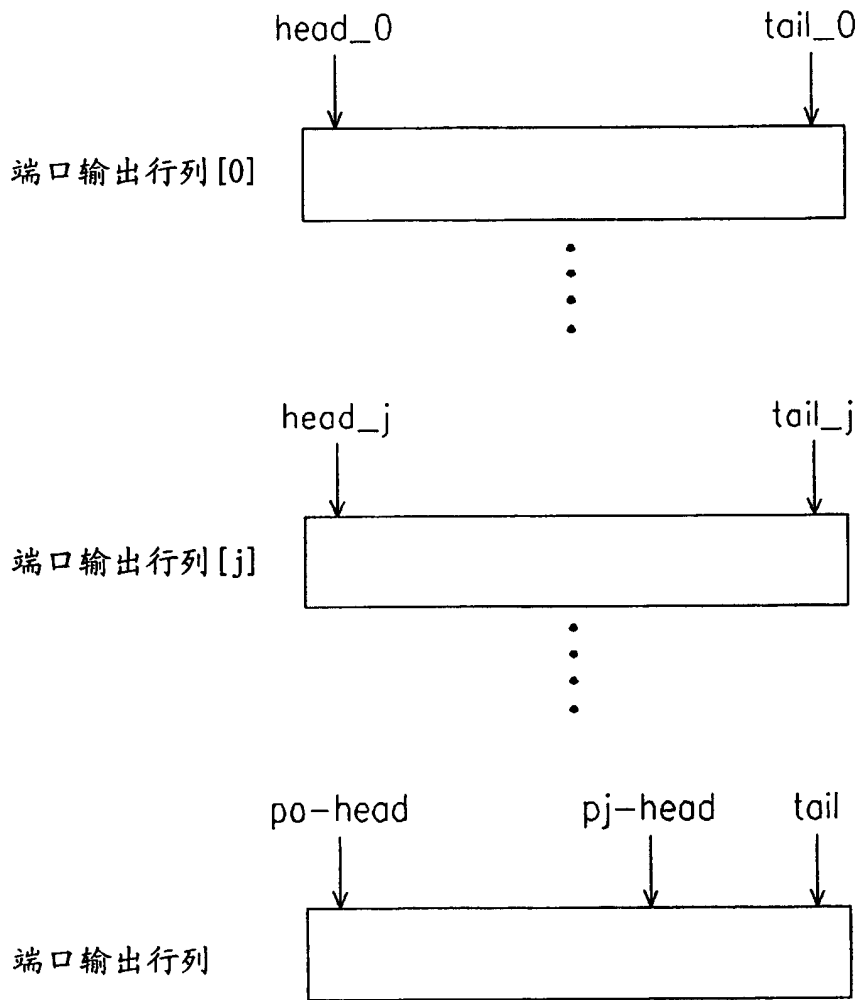 head_0 tail_0
端口输出行列[0]
head_j tail_j
端口输出行列[j]
po-head pj-head tail
端口输出行列